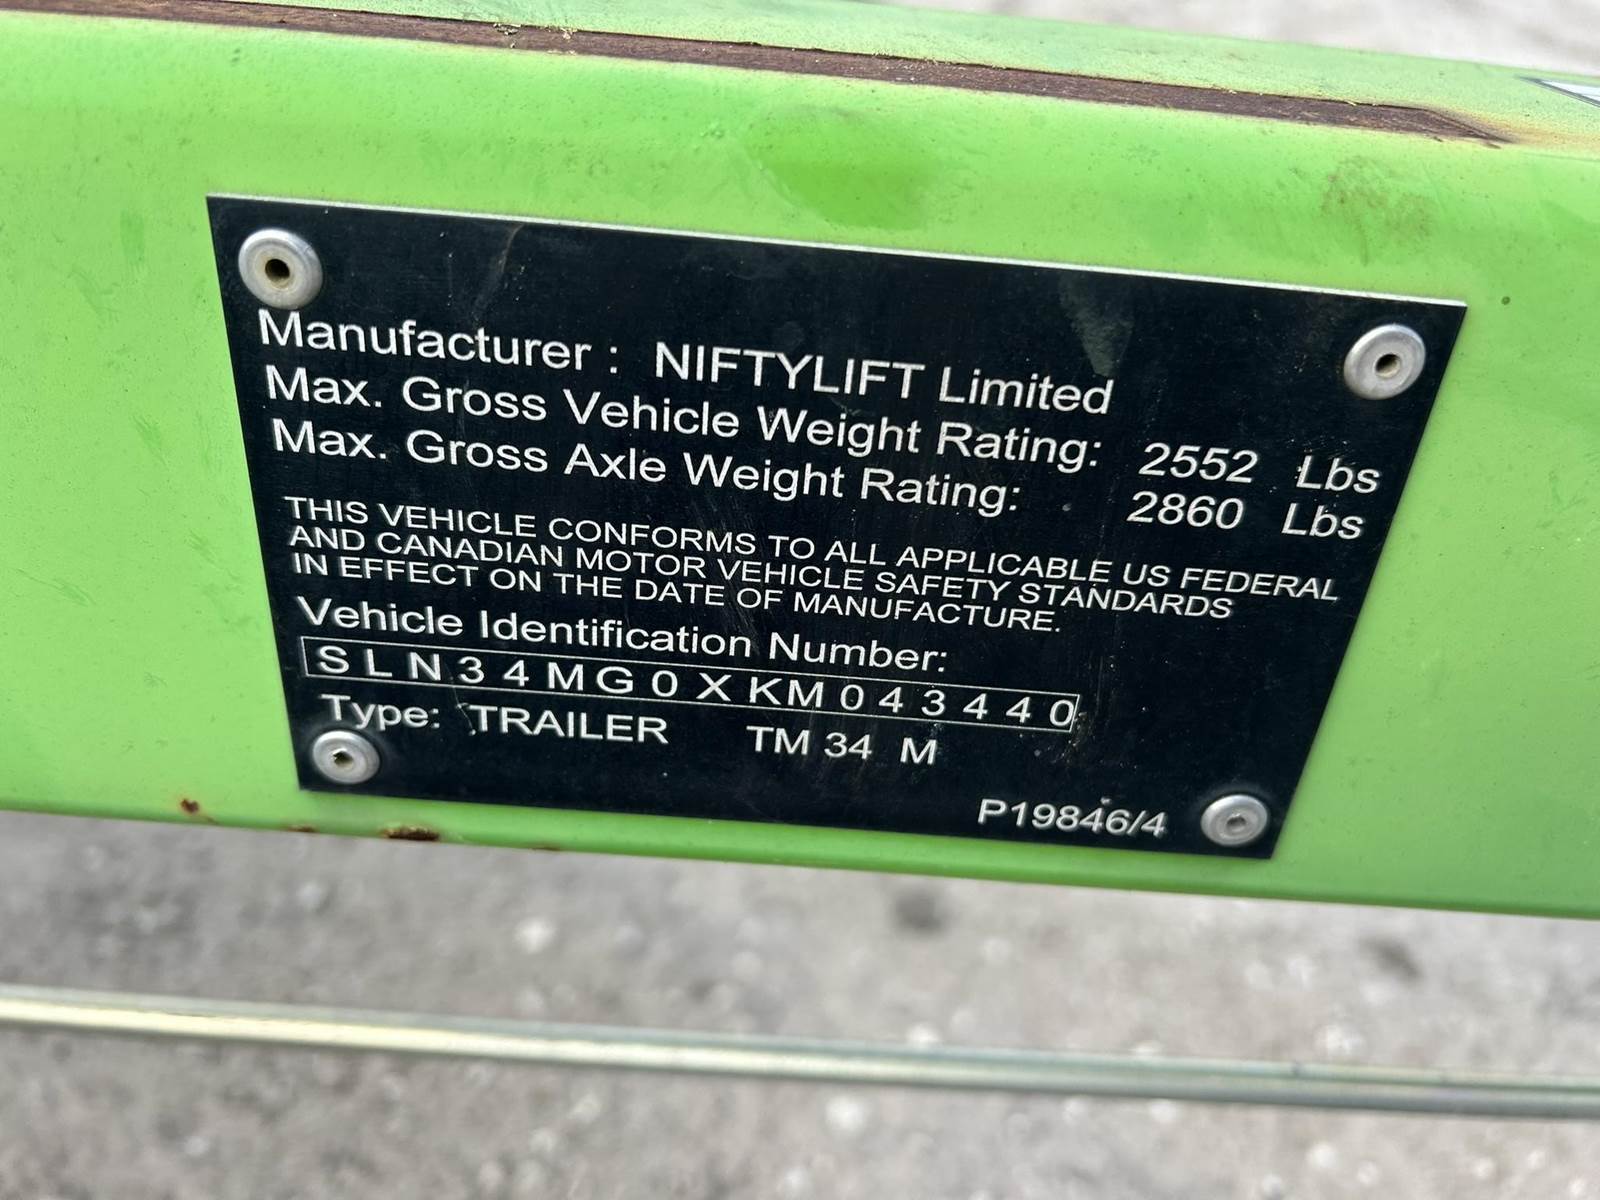 Manufacturer : NIFTYLIFT Limited
Max. Gross Vehicle Weight Rating: 2552 Lbs
Max. Gross Axle Weight Rating: 2860 Lbs
THIS VEHICLE CONFORMS TO ALL APPLICABLE US FEDERAL
AND CANADIAN MOTOR VEHICLE SAFETY STANDARDS
IN EFFECT ON THE DATE OF MANUFACTURE.
Vehicle Identification Number:
SLN34MG0XKM043440
Type: TRAILER TM 34 M
P19846/4